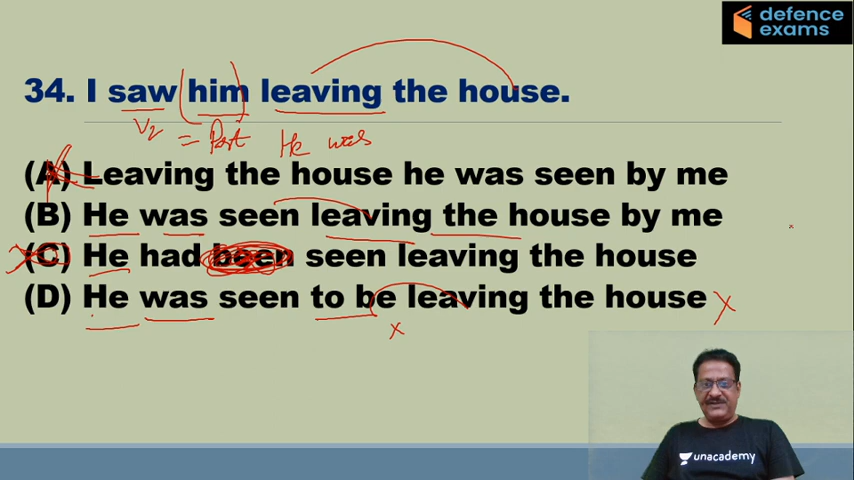 defence
exams
34. I saw him leaving the house.
V2 = Past He was
(A) Leaving the house he was seen by me
(B) He was seen leaving the house by me
(C) He had been seen leaving the house
(D) He was seen to be leaving the house
unacademy